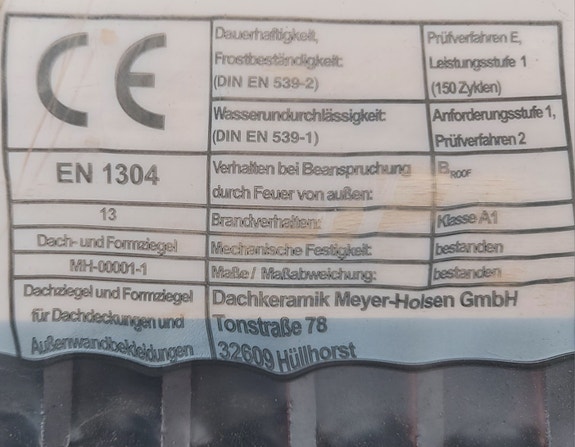 CE
EN 1304
13
Dach- und Formziegel
MH-00001-1
Dachziegel und Formziegel
für Dachdeckungen und
Außenwandbekleidungen
Dauerhaftigkeit,
Frostbeständigkeit:
(DIN EN 539-2)
Prüfverfahren E,
Leistungsstufe 1
(150 Zyklen)
Wasserundurchlässigkeit:
(DIN EN 539-1)
Anforderungsstufe 1,
Prüfverfahren 2
Verhalten bei Beanspruchung
durch Feuer von außen:
BROOF
Brandverhalten:
Klasse A1
Mechanische Festigkeit:
bestanden
Maße / Maßabweichung:
bestanden
Dachkeramik Meyer-Holsen GmbH
Tonstraße 78
32609 Hüllhorst